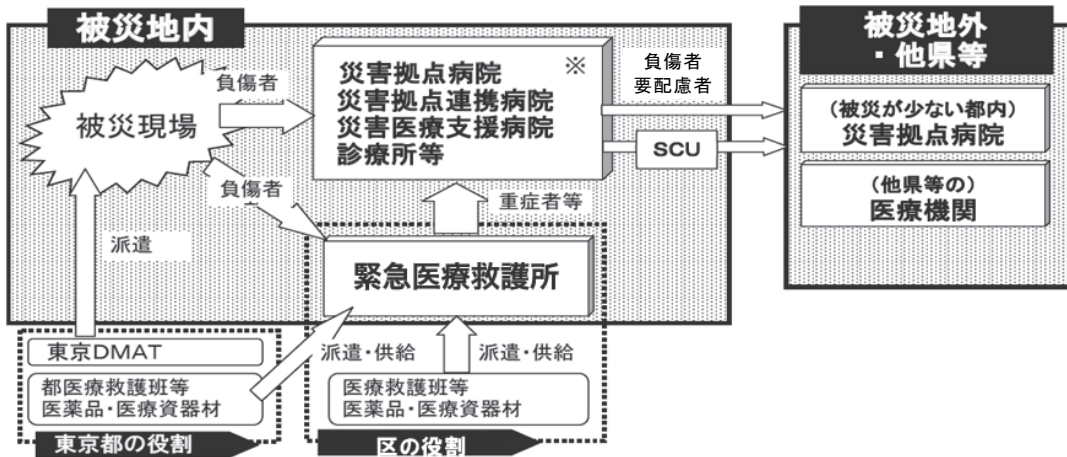 被災地内
被災現場
負傷者
災害拠点病院
※
災害拠点連携病院
災害医療支援病院
診療所等
負傷者
要配慮者
SCU
被災地外
・他県等
(被災が少ない都内)
災害拠点病院
(他県等の)
医療機関
負傷者
重症者等
派遣
緊急医療救護所
東京DMAT
都医療救護班等
医薬品・医療資器材
東京都の役割
派遣・供給
派遣・供給
医療救護班等
医薬品・医療資器材
区の役割